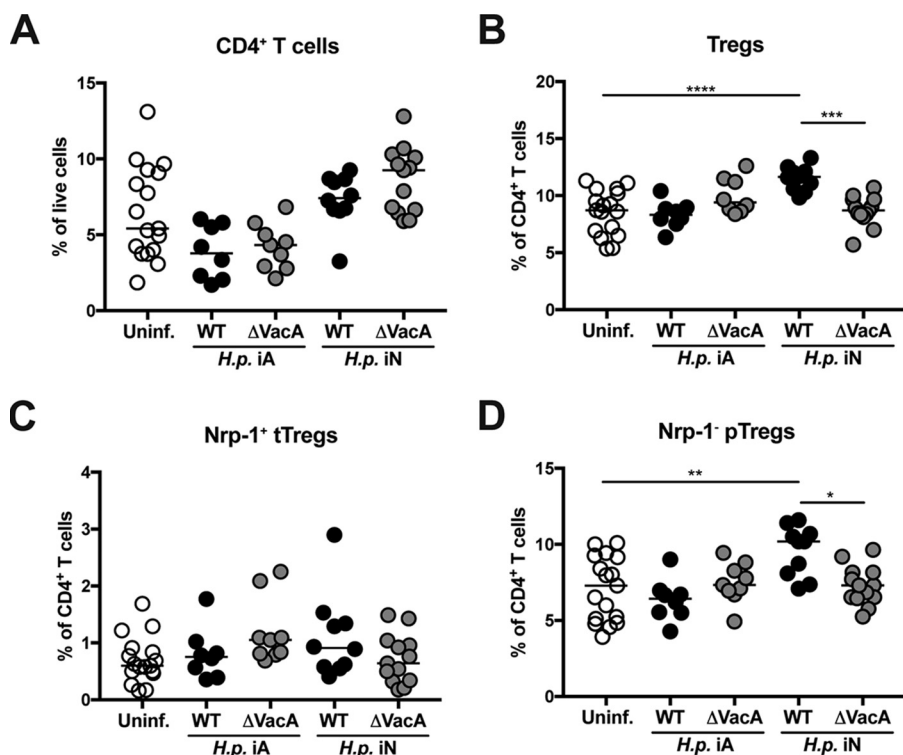 A
CD4⁺ T cells
% of live cells
15
10
5
0
Uninf. WT ΔVacA WT ΔVacA
H.p. iA H.p. iN
B
Tregs
% of CD4⁺ T cells
20
15
10
5
0
****
***
Uninf. WT ΔVacA WT ΔVacA
H.p. iA H.p. iN
C
Nrp-1⁺ tTregs
% of CD4⁺ T cells
4
3
2
1
0
Uninf. WT ΔVacA WT ΔVacA
H.p. iA H.p. iN
D
Nrp-1⁻ pTregs
% of CD4⁺ T cells
15
10
5
0
**
*
Uninf. WT ΔVacA WT ΔVacA
H.p. iA H.p. iN